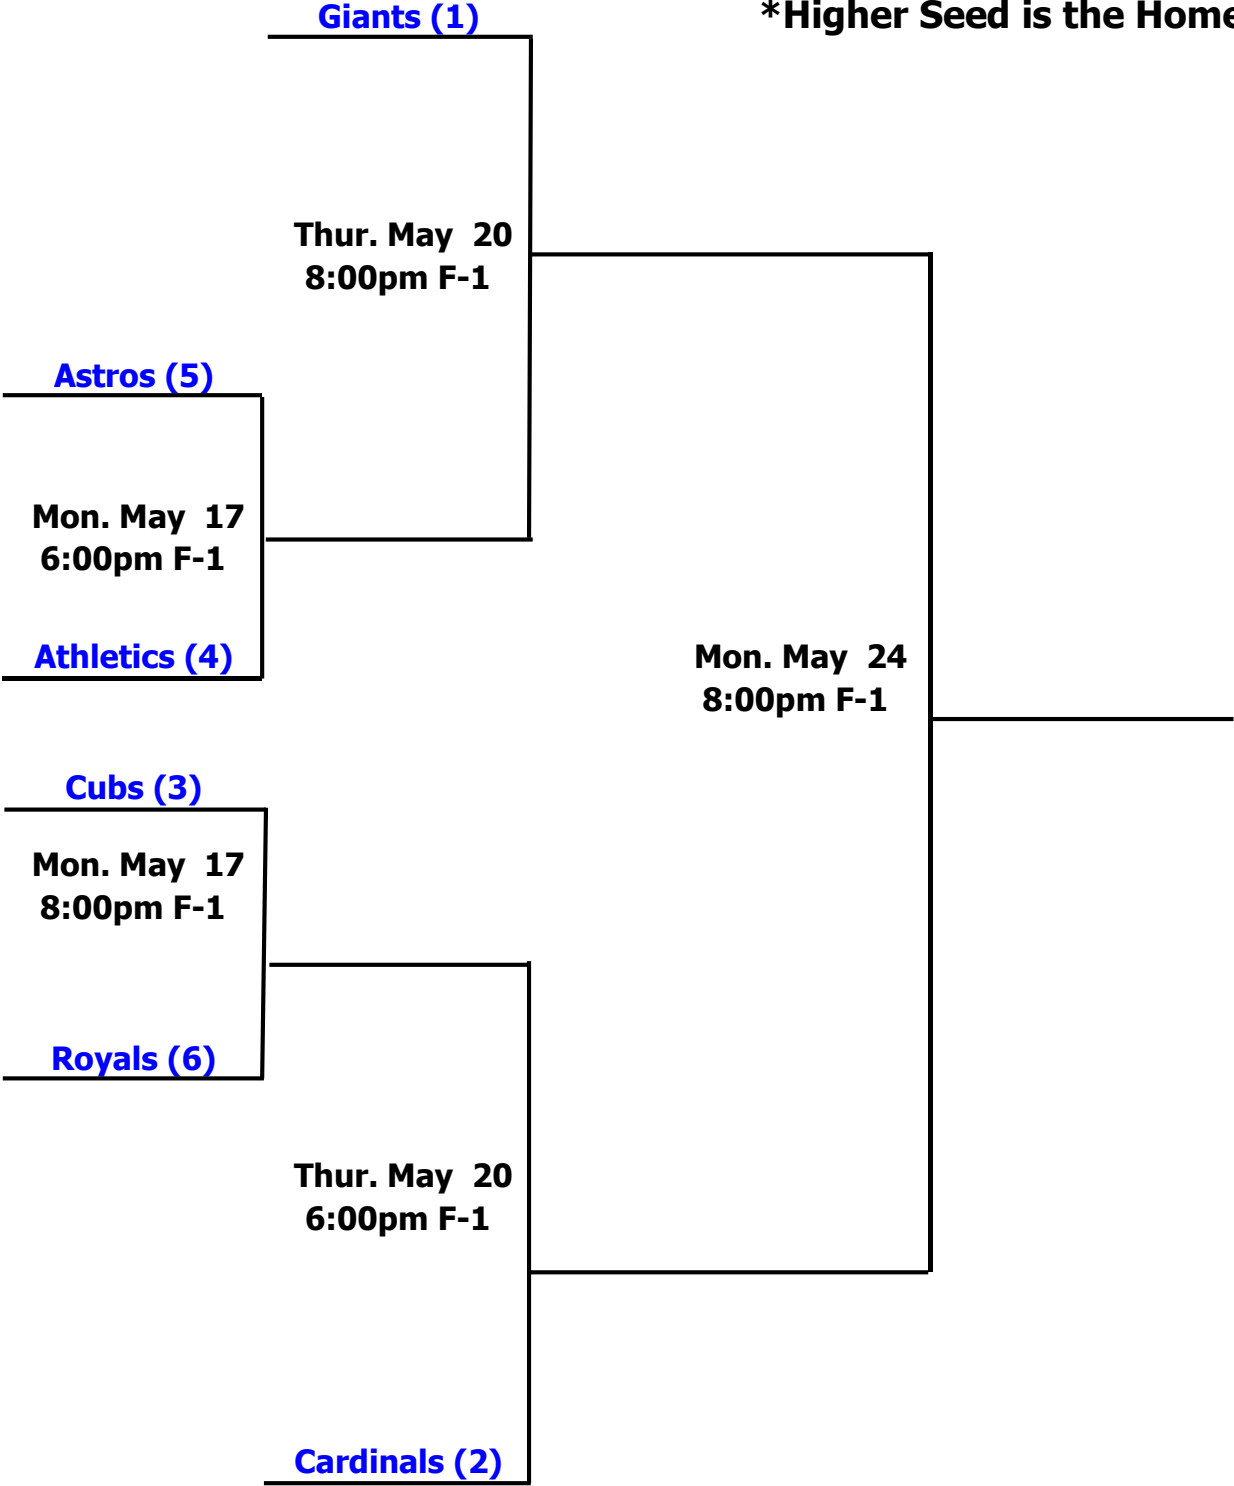 Giants (1)
*Higher Seed is the Home
Thur. May 20
8:00pm F-1
Astros (5)
Mon. May 17
6:00pm F-1
Athletics (4)
Mon. May 24
8:00pm F-1
Cubs (3)
Mon. May 17
8:00pm F-1
Royals (6)
Thur. May 20
6:00pm F-1
Cardinals (2)